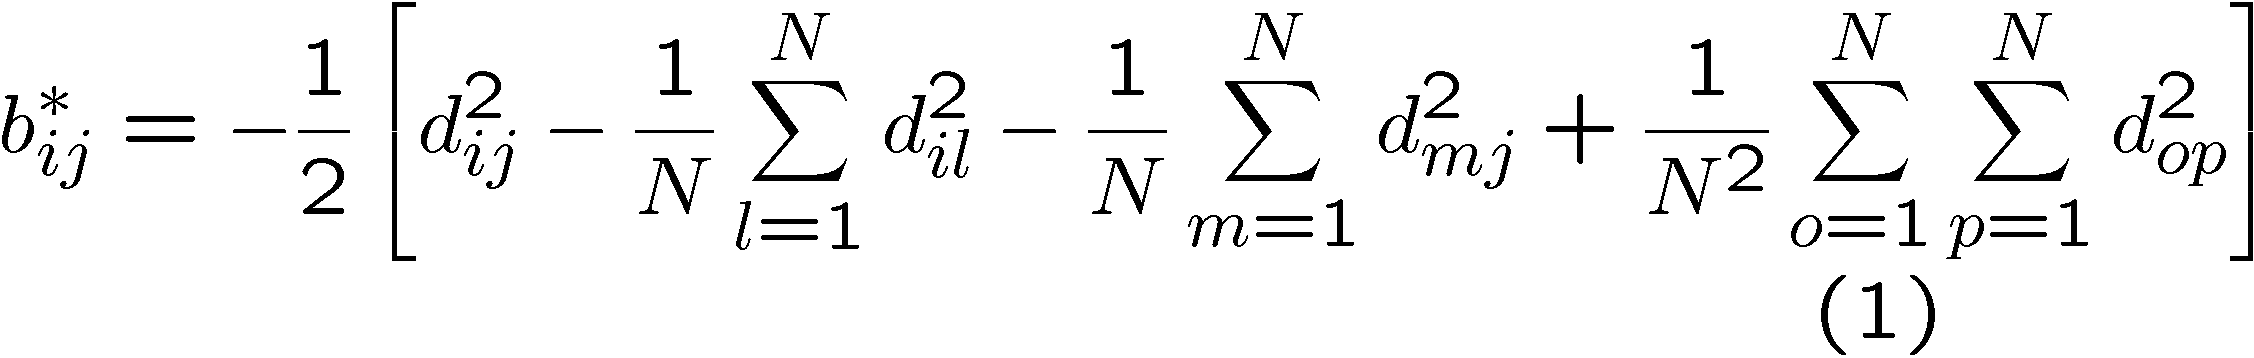 $b_{ij}^{*} = -\frac{1}{2} \left[ d_{ij}^{2} - \frac{1}{N} \sum_{l=1}^{N} d_{il}^{2} - \frac{1}{N} \sum_{m=1}^{N} d_{mj}^{2} + \frac{1}{N^{2}} \sum_{o=1}^{N} \sum_{p=1}^{N} d_{op}^{2} \right]$
(1)